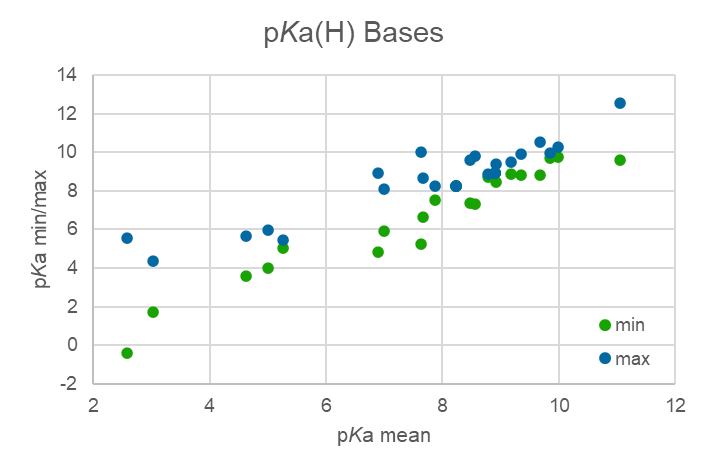 pKa(H) Bases
14
12
10
8
6
4
2
0
-2
pKa min/max
min
max
2 4 6 8 10 12
pKa mean